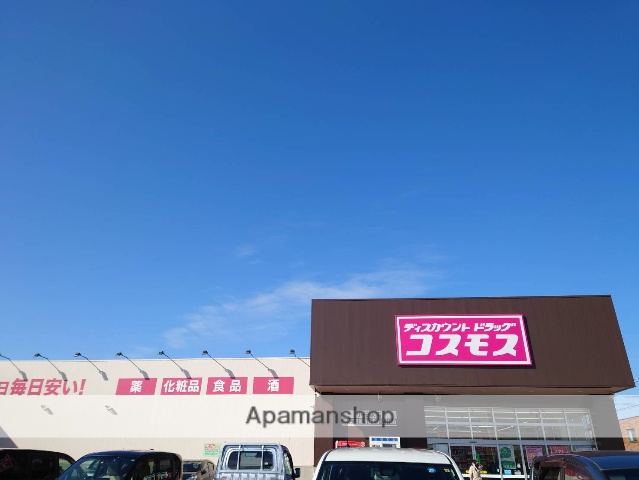 ディスカウント ドラッグ
コスモス
毎日安い!
薬 化粧品 食品 酒
Apamanshop